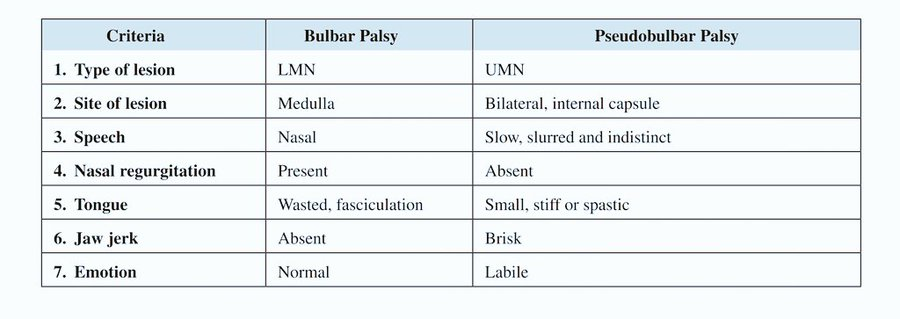 Criteria Bulbar Palsy Pseudobulbar Palsy
1. Type of lesion LMN UMN
2. Site of lesion Medulla Bilateral, internal capsule
3. Speech Nasal Slow, slurred and indistinct
4. Nasal regurgitation Present Absent
5. Tongue Wasted, fasciculation Small, stiff or spastic
6. Jaw jerk Absent Brisk
7. Emotion Normal Labile